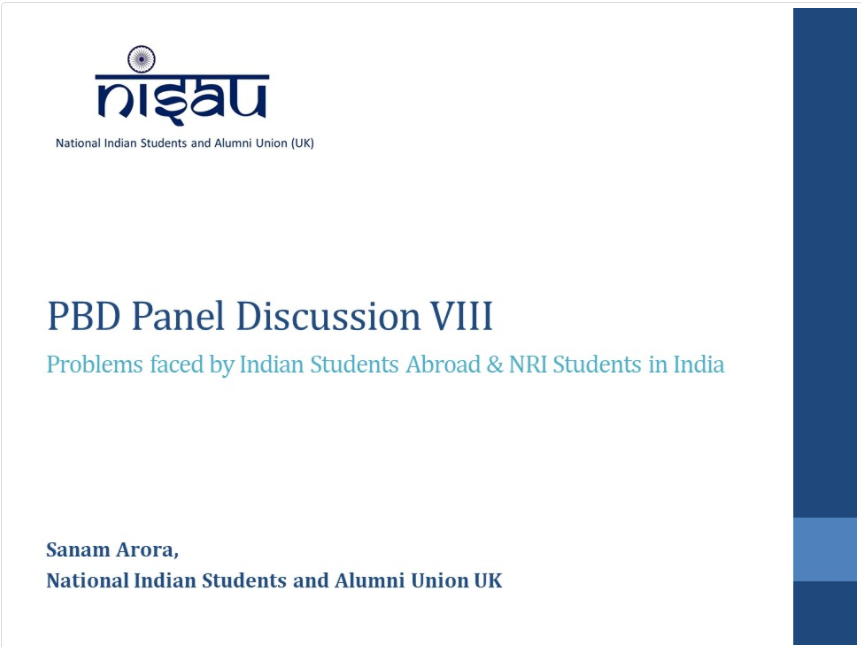 nisau
National Indian Students and Alumni Union (UK)
PBD Panel Discussion VIII
Problems faced by Indian Students Abroad & NRI Students in India
Sanam Arora,
National Indian Students and Alumni Union UK